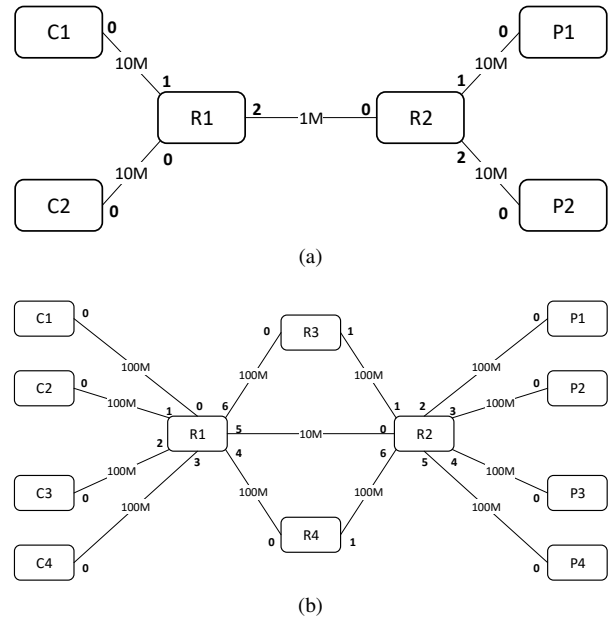 C1 0 0 P1
10M 10M
1 1
R1 2 1M 0 R2
0 2
10M 10M
C2 0 0 P2
(a)
C1 0 R3 0 P1
0 1
100M 100M 100M 100M
C2 0 0 P2
100M 100M
1 0 6 1 2 3
R1 5 10M 0 R2
2 3 4 6 5 4
100M 100M
C3 0 100M 100M 0 P3
100M 100M
R4
0 1
C4 0 0 P4
(b)